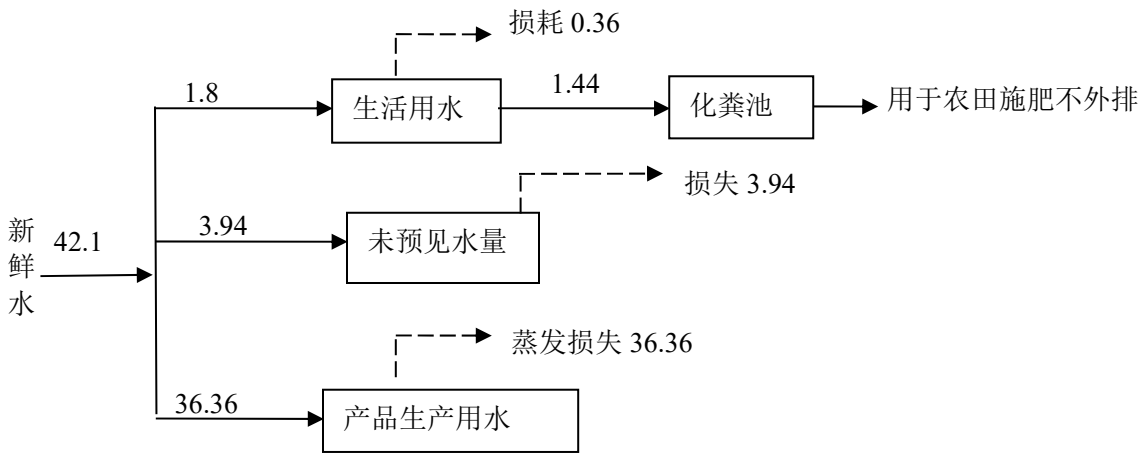 损耗 0.36
1.8
生活用水
1.44
化粪池
用于农田施肥不外排
损失 3.94
新鲜水
42.1
3.94
未预见水量
蒸发损失 36.36
36.36
产品生产用水